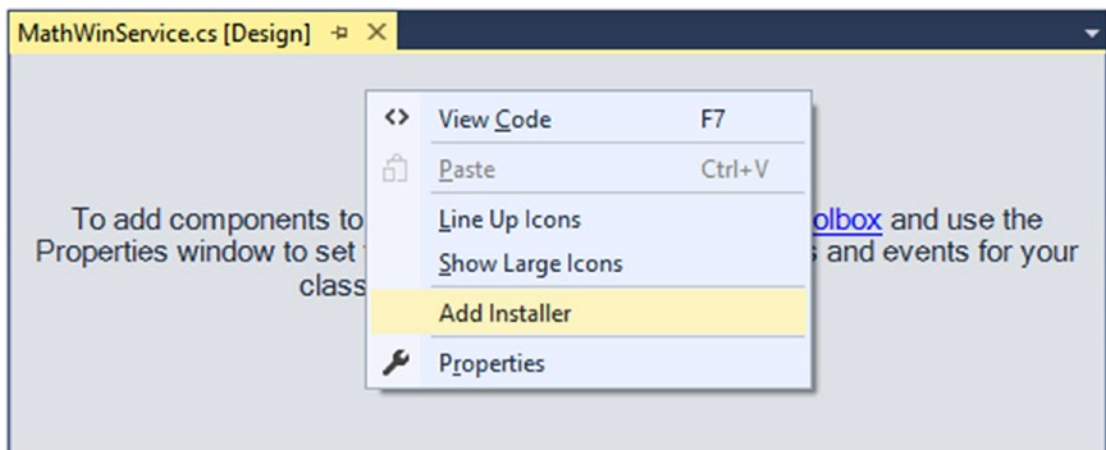 MathWinService.cs [Design]
View Code F7
Paste Ctrl+V
Line Up Icons
Show Large Icons
Add Installer
Properties
To add components to olbox and use the
Properties window to set and events for your
class